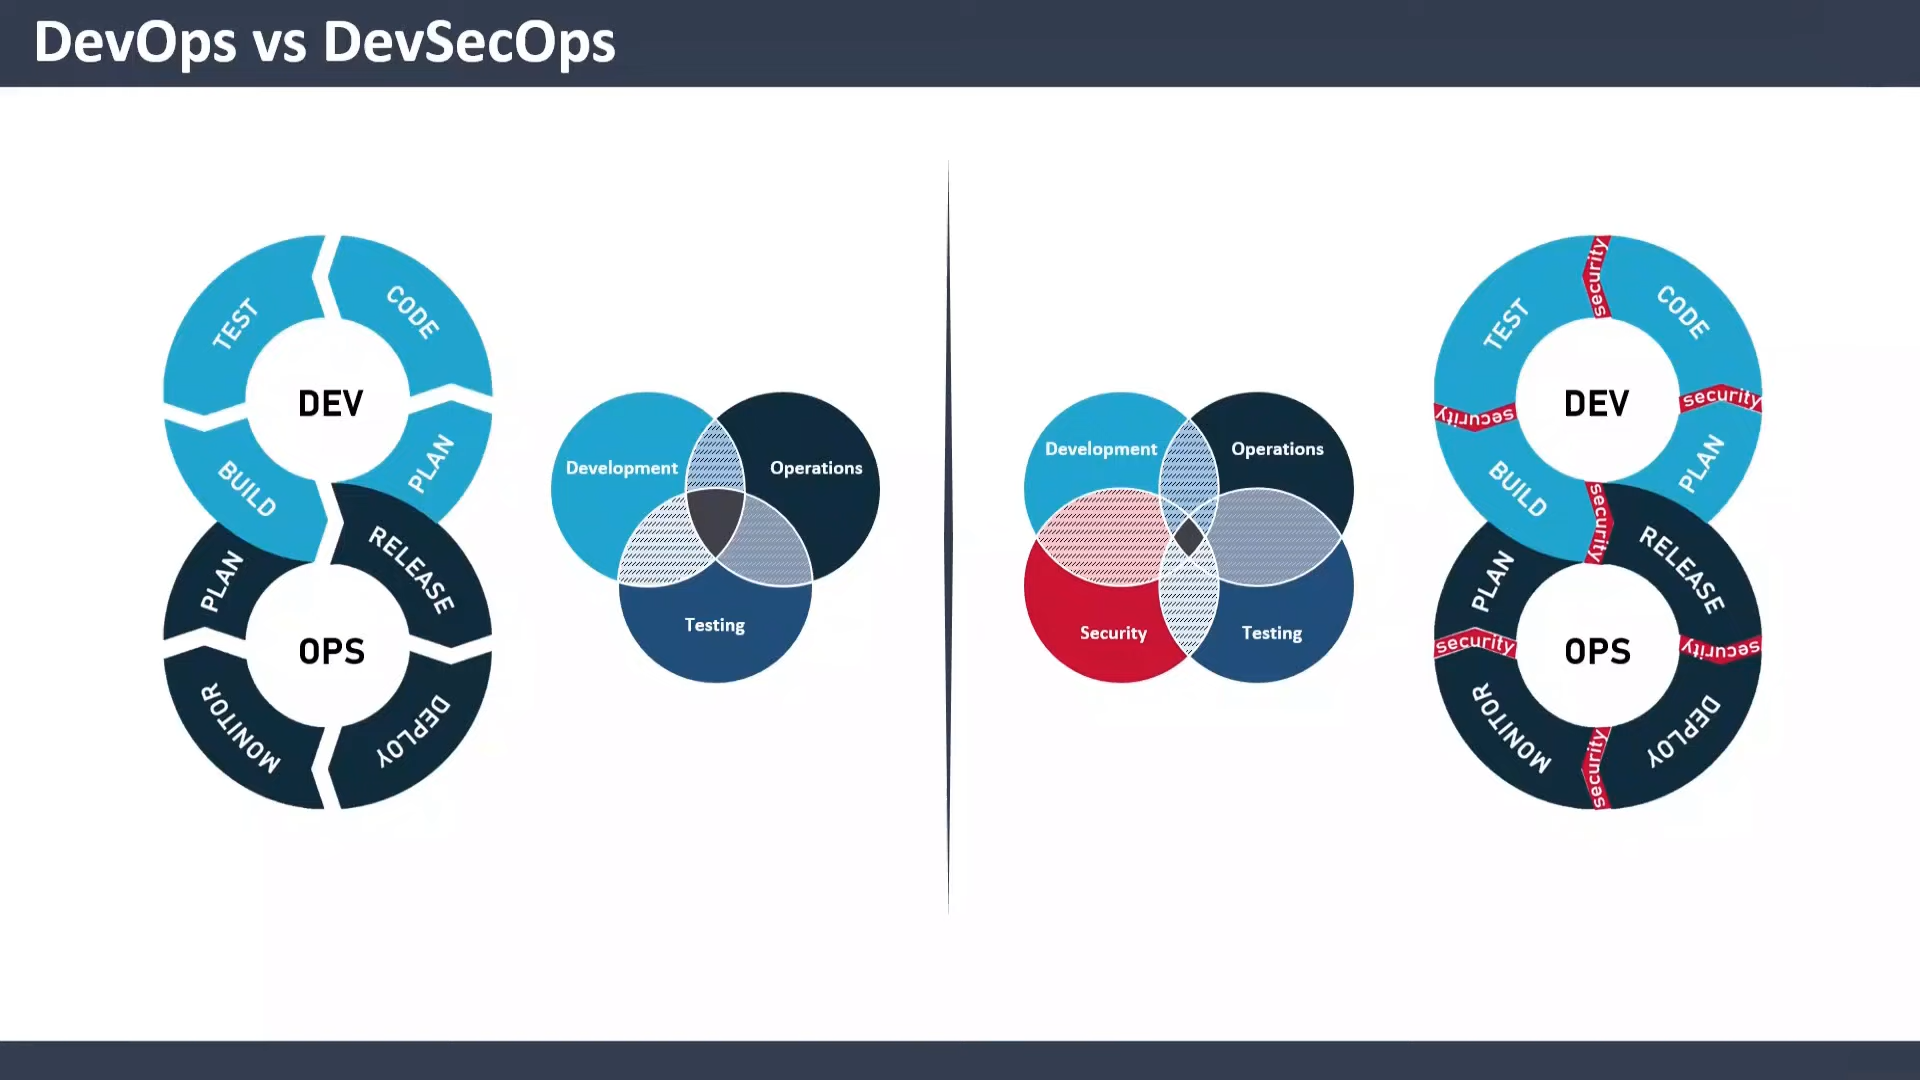 DevOps vs DevSecOps
TEST
CODE
DEV
BUILD
PLAN
PLAN
RELEASE
OPS
MONITOR
DEPLOY
Development
Operations
Testing
Development
Operations
Security
Testing
security
TEST
CODE
DEV
security
security
BUILD
PLAN
security
PLAN
RELEASE
OPS
security
security
MONITOR
DEPLOY
security